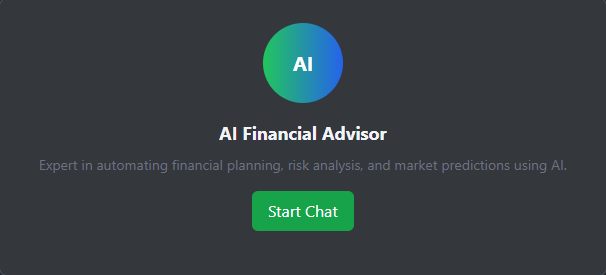 AI
AI Financial Advisor
Expert in automating financial planning, risk analysis, and market predictions using AI.
Start Chat